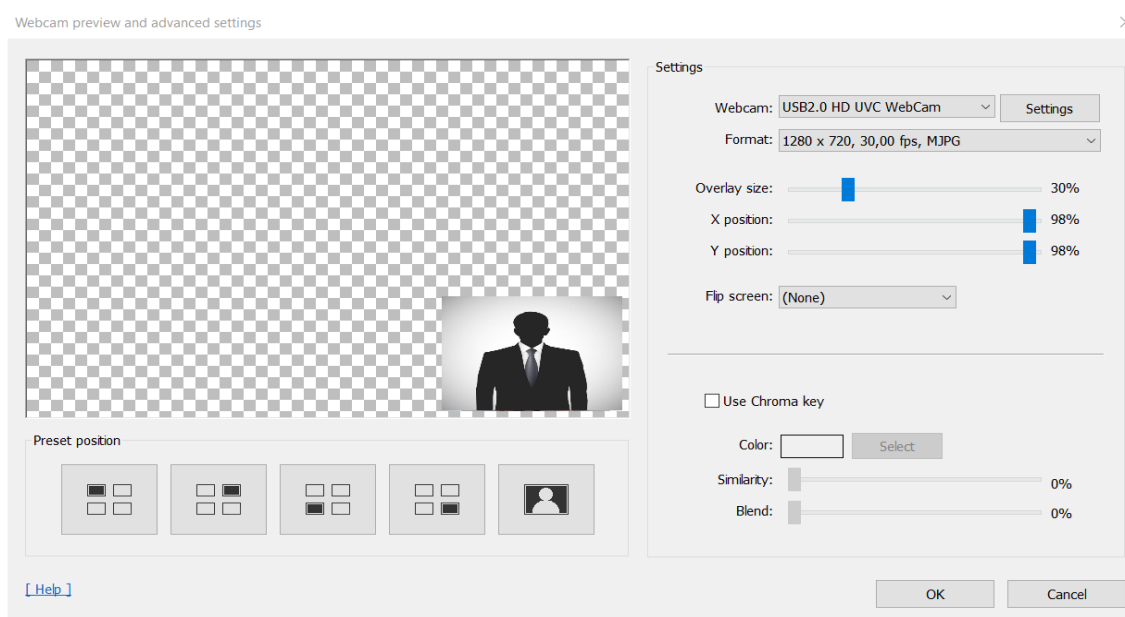 Webcam preview and advanced settings
Settings
Webcam: USB2.0 HD UVC WebCam Settings
Format: 1280 x 720, 30,00 fps, MJPG
Overlay size: 30%
X position: 98%
Y position: 98%
Flip screen: (None)
Use Chroma key
Color: Select
Similarity: 0%
Blend: 0%
Preset position
[ Help ]
OK Cancel